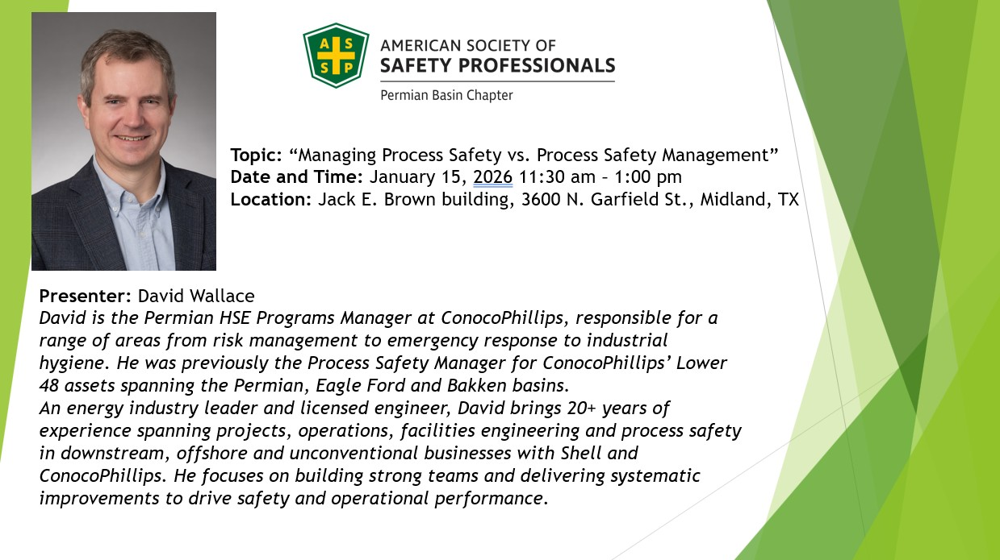 A S
S P
AMERICAN SOCIETY OF
SAFETY PROFESSIONALS
Permian Basin Chapter
Topic: “Managing Process Safety vs. Process Safety Management”
Date and Time: January 15, 2026 11:30 am – 1:00 pm
Location: Jack E. Brown building, 3600 N. Garfield St., Midland, TX
Presenter: David Wallace
David is the Permian HSE Programs Manager at ConocoPhillips, responsible for a
range of areas from risk management to emergency response to industrial
hygiene. He was previously the Process Safety Manager for ConocoPhillips’ Lower
48 assets spanning the Permian, Eagle Ford and Bakken basins.
An energy industry leader and licensed engineer, David brings 20+ years of
experience spanning projects, operations, facilities engineering and process safety
in downstream, offshore and unconventional businesses with Shell and
ConocoPhillips. He focuses on building strong teams and delivering systematic
improvements to drive safety and operational performance.